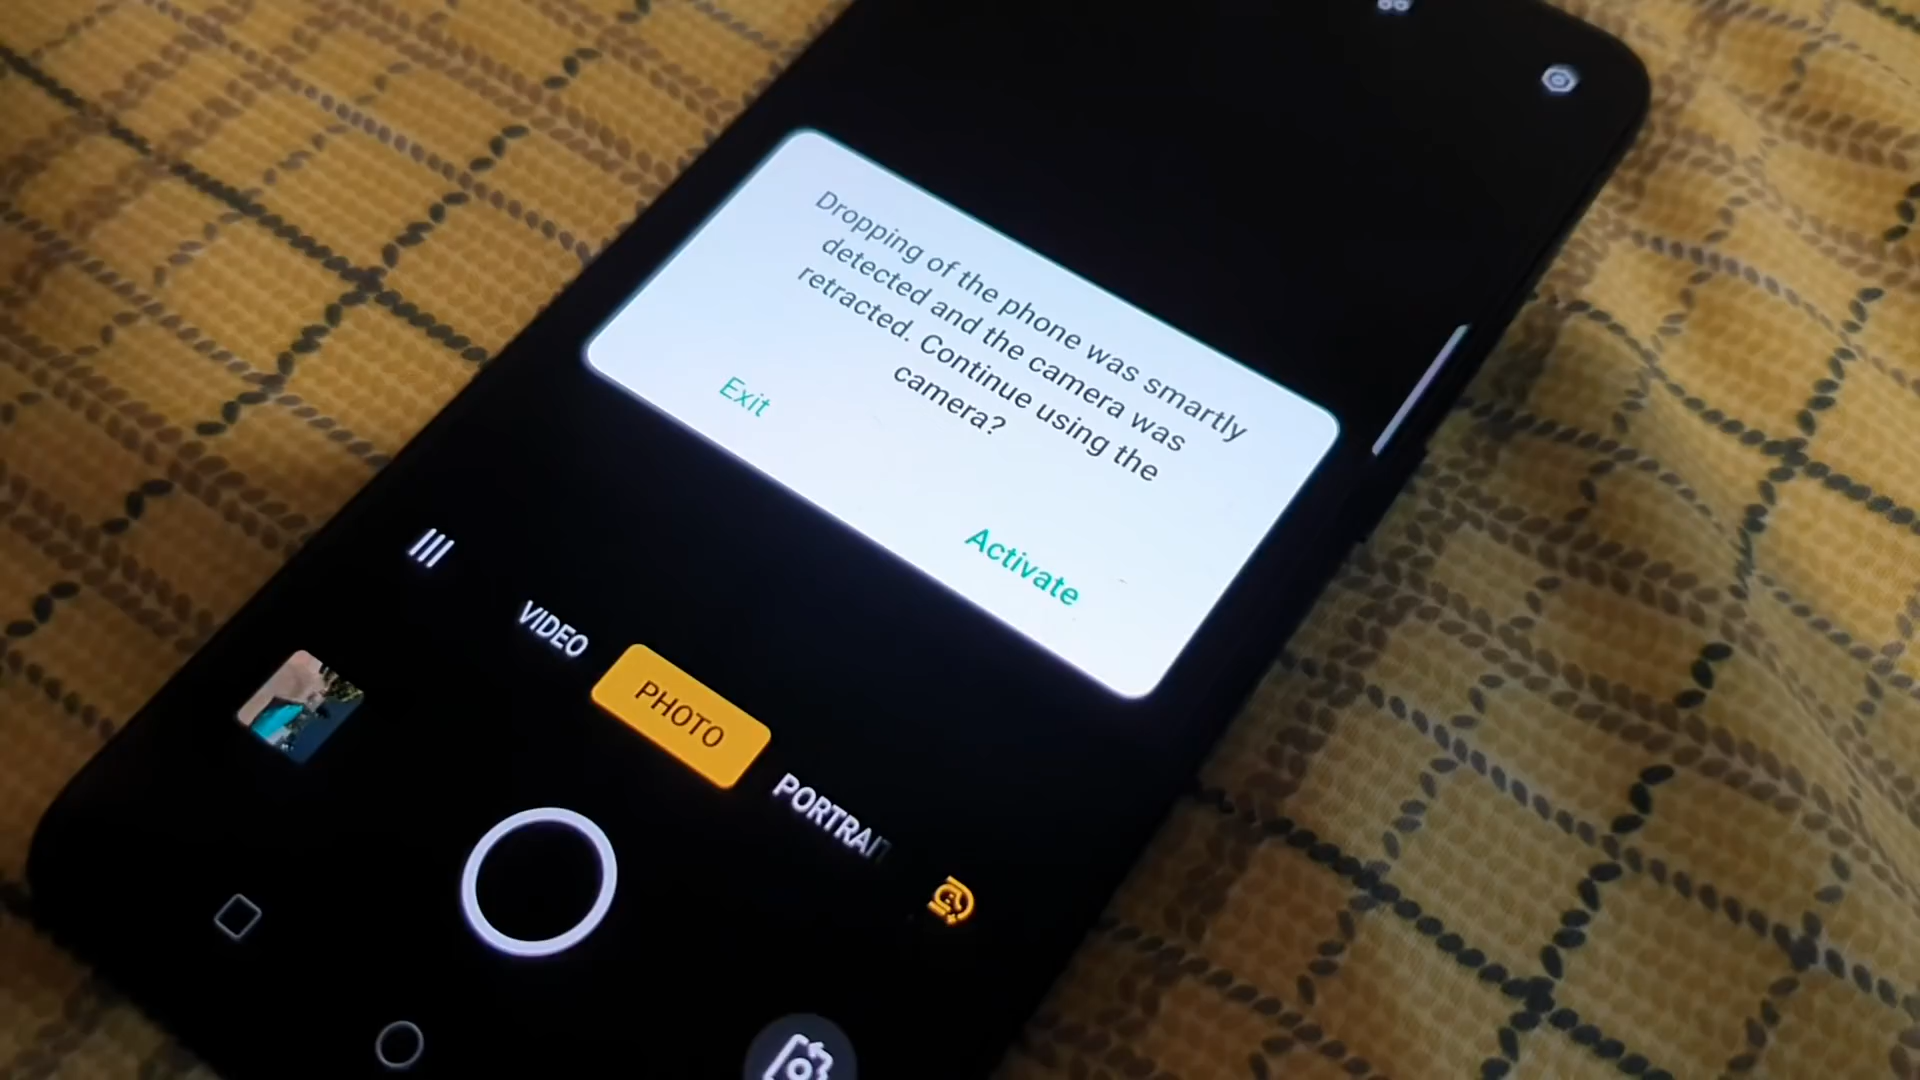 Dropping of the phone was smartly
detected and the camera was
retracted. Continue using the
camera?
Exit
Activate
VIDEO
PHOTO
PORTRAIT